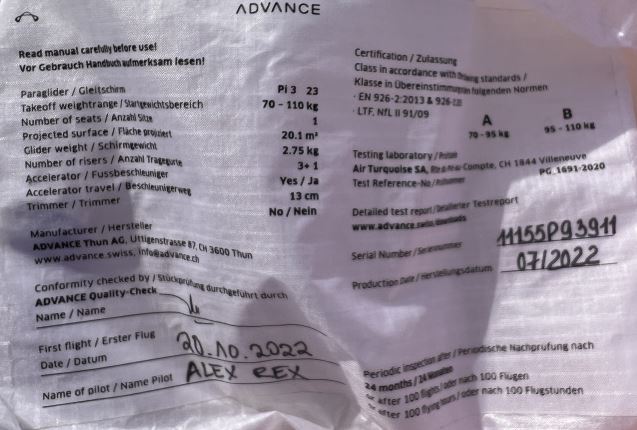 ADVANCE
Read manual carefully before use!
Vor Gebrauch Handbuch aufmerksam lesen!
Paraglider / Gleitschirm Pi 3 23
Takeoff weightrange / Startgewichtsbereich 70 – 110 kg
Number of seats / Anzahl Sitze 1
Projected surface / Fläche projiziert 20.1 m²
Glider weight / Schirmgewicht 2.75 kg
Number of risers / Anzahl Tragegurte 3+ 1
Accelerator / Fussbeschleuniger Yes / Ja
Accelerator travel / Beschleunigerweg 13 cm
Trimmer / Trimmer No / Nein
Manufacturer / Hersteller
ADVANCE Thun AG, Uttigenstrasse 87, CH 3600 Thun
www.advance.swiss, info@advance.ch
Conformity checked by / Stückprüfung durchgeführt durch
ADVANCE Quality-Check
Name / Name
First flight / Erster Flug
Date / Datum 20.10.2022
Name of pilot / Name Pilot ALEX REX
Certification / Zulassung
Class in accordance with following standards /
Klasse in Übereinstimmung mit folgenden Normen
· EN 926-2:2013 & 926-1
· LTF, NfL II 91/09
A B
70 - 95 kg 95 - 110 kg
Testing laboratory /
Air Turquoise SA, Compte, CH 1844 Villeneuve
Test Reference-No / PG_1691-2020
Detailed test report / Detaillierter Testreport
www.advance.swiss/downloads
Serial Number / Seriennummer 11155P93911
Production Date / Herstellungsdatum 07/2022
Periodic inspection after / Periodische Nachprüfung nach
24 months / 24 Monaten
or after 100 flights / oder nach 100 Flügen
or after 100 flying hours / oder nach 100 Flugstunden